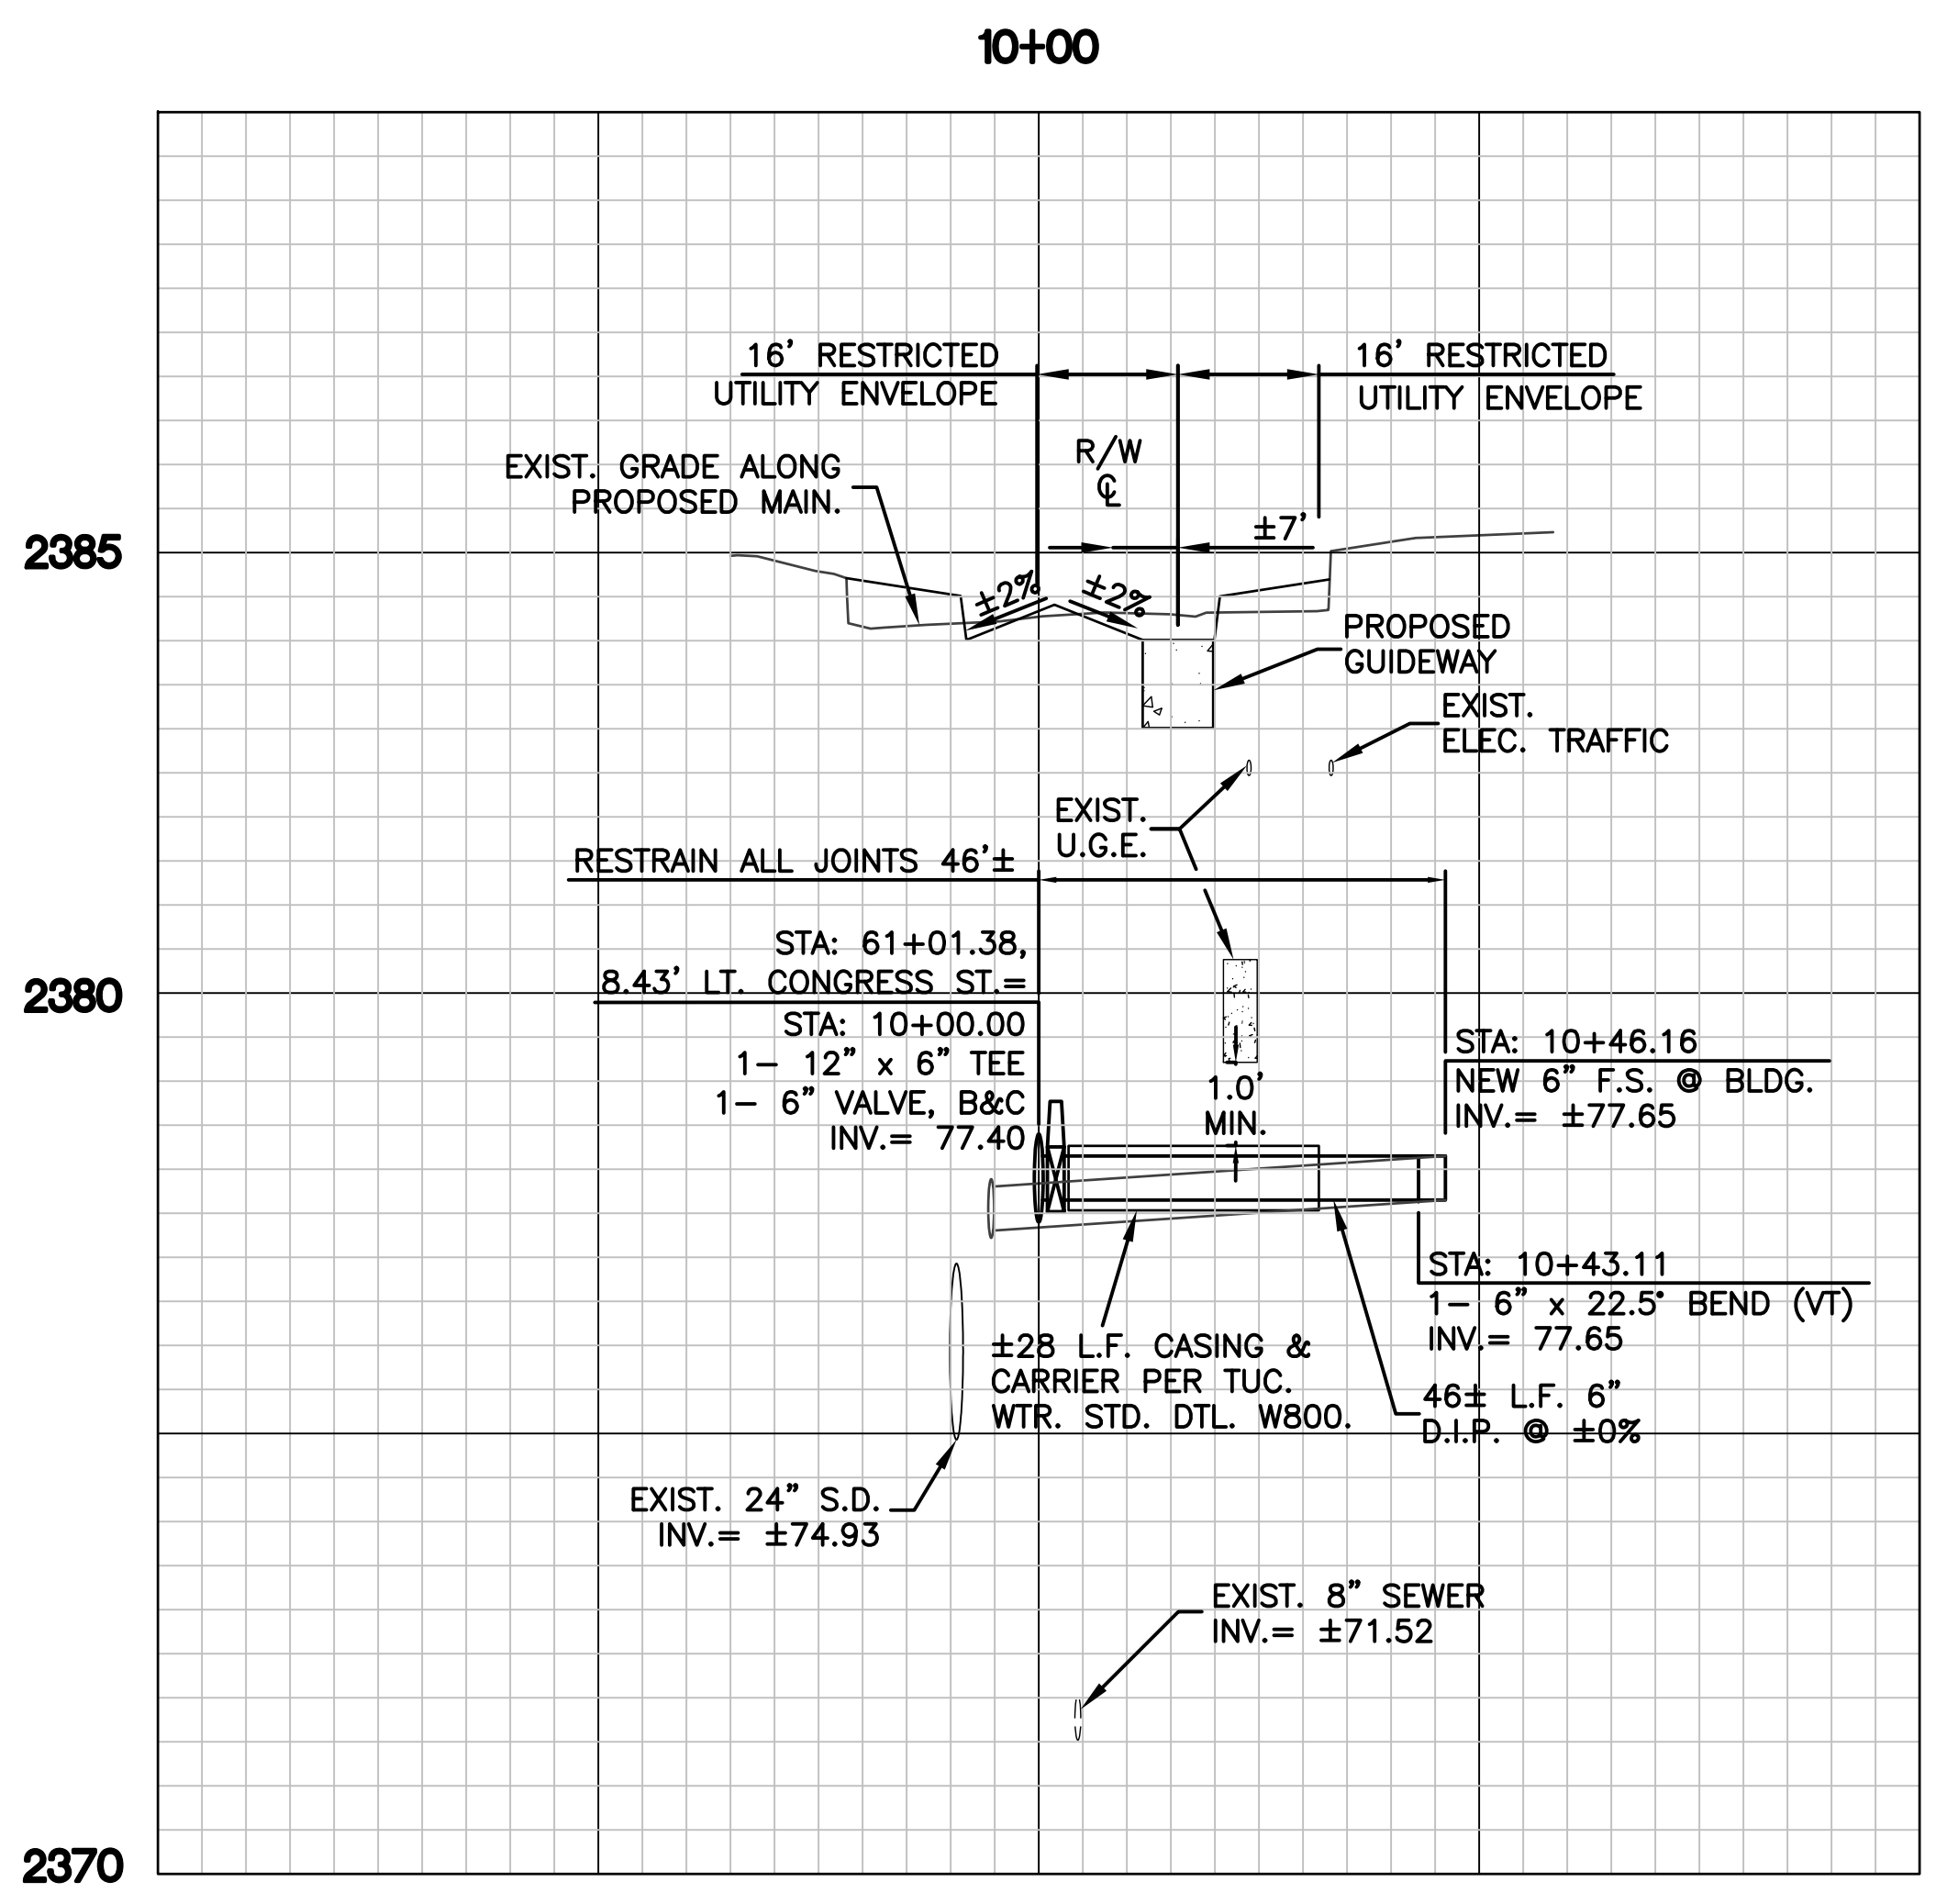 10+00
16' RESTRICTED
UTILITY ENVELOPE
16' RESTRICTED
UTILITY ENVELOPE
R/W
℄
EXIST. GRADE ALONG
PROPOSED MAIN.
±7'
2385
±2%
±2%
PROPOSED
GUIDEWAY
EXIST.
ELEC. TRAFFIC
EXIST.
U.G.E.
RESTRAIN ALL JOINTS 46'±
STA: 61+01.38,
8.43' LT. CONGRESS ST.=
STA: 10+00.00
1- 12" x 6" TEE
1- 6" VALVE, B&C
INV.= 77.40
2380
1.0'
MIN.
STA: 10+46.16
NEW 6" F.S. @ BLDG.
INV.= ±77.65
STA: 10+43.11
1- 6" x 22.5° BEND (VT)
INV.= 77.65
±28 L.F. CASING &
CARRIER PER TUC.
WTR. STD. DTL. W800.
46± L.F. 6"
D.I.P. @ ±0%
EXIST. 24" S.D.
INV.= ±74.93
EXIST. 8" SEWER
INV.= ±71.52
2370